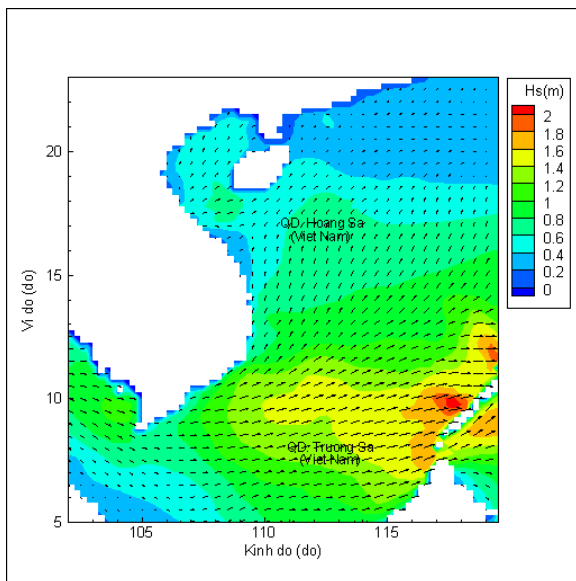 Hs(m)
2
1.8
1.6
1.4
1.2
1
0.8
0.6
0.4
0.2
0
20
15
10
5
Vi do (do)
QD. Hoang Sa
(Viet Nam)
QD. Truong Sa
(Viet Nam)
105
110
115
Kinh do (do)